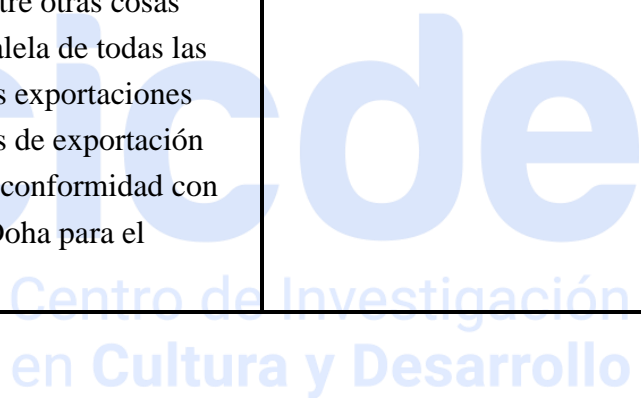 tre otras cosas
alela de todas las
s exportaciones
s de exportación
conformidad con
Doha para el
cicde
Centro de Investigación
en Cultura y Desarrollo